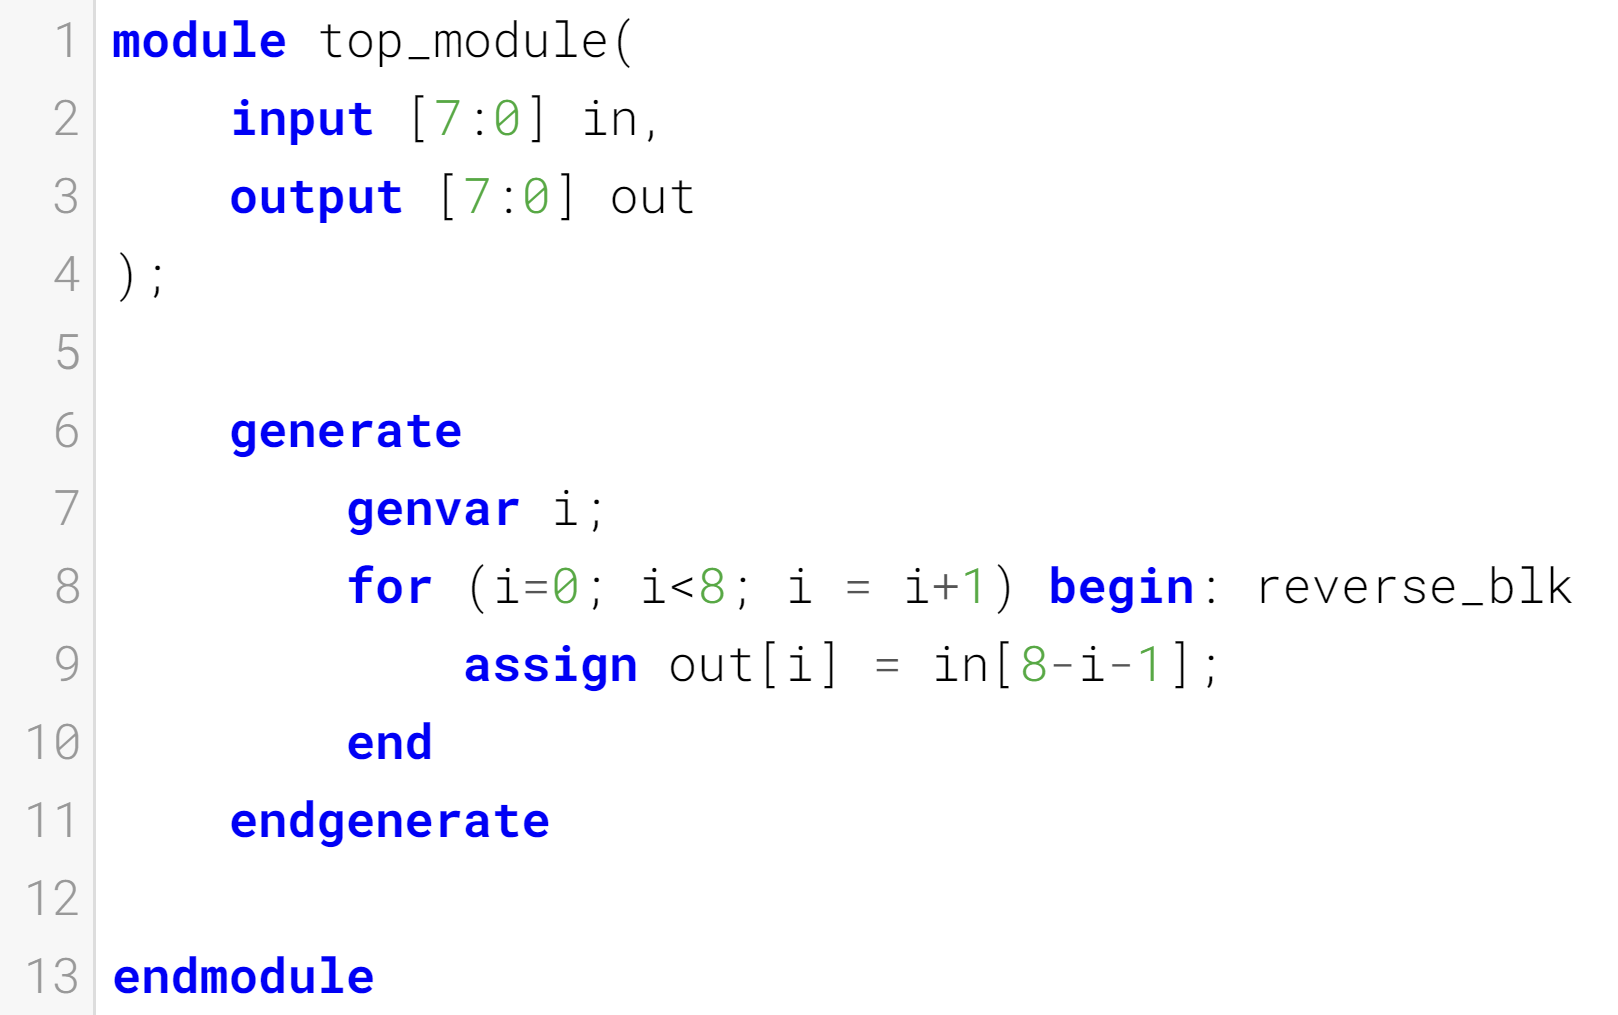 1 module top_module(
2     input [7:0] in,
3     output [7:0] out
4 );
5
6     generate
7         genvar i;
8         for (i=0; i<8; i = i+1) begin: reverse_blk
9             assign out[i] = in[8-i-1];
10         end
11     endgenerate
12
13 endmodule